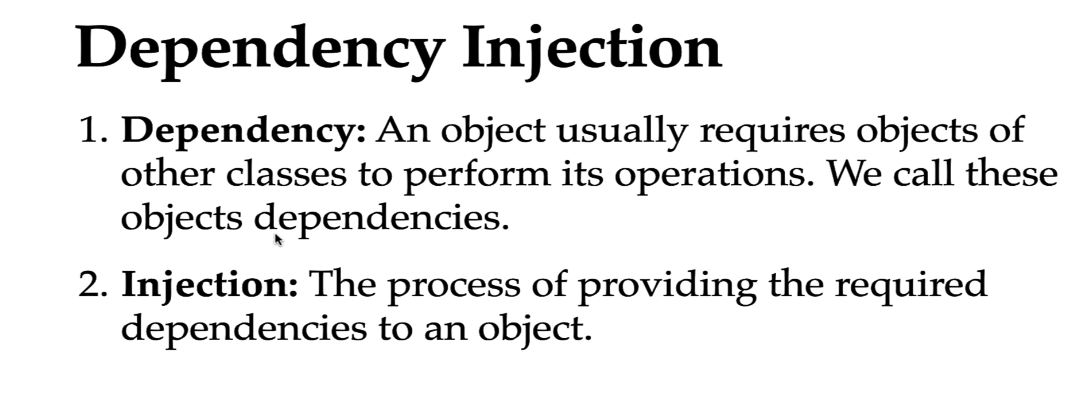 Dependency Injection
1. Dependency: An object usually requires objects of
other classes to perform its operations. We call these
objects dependencies.
2. Injection: The process of providing the required
dependencies to an object.